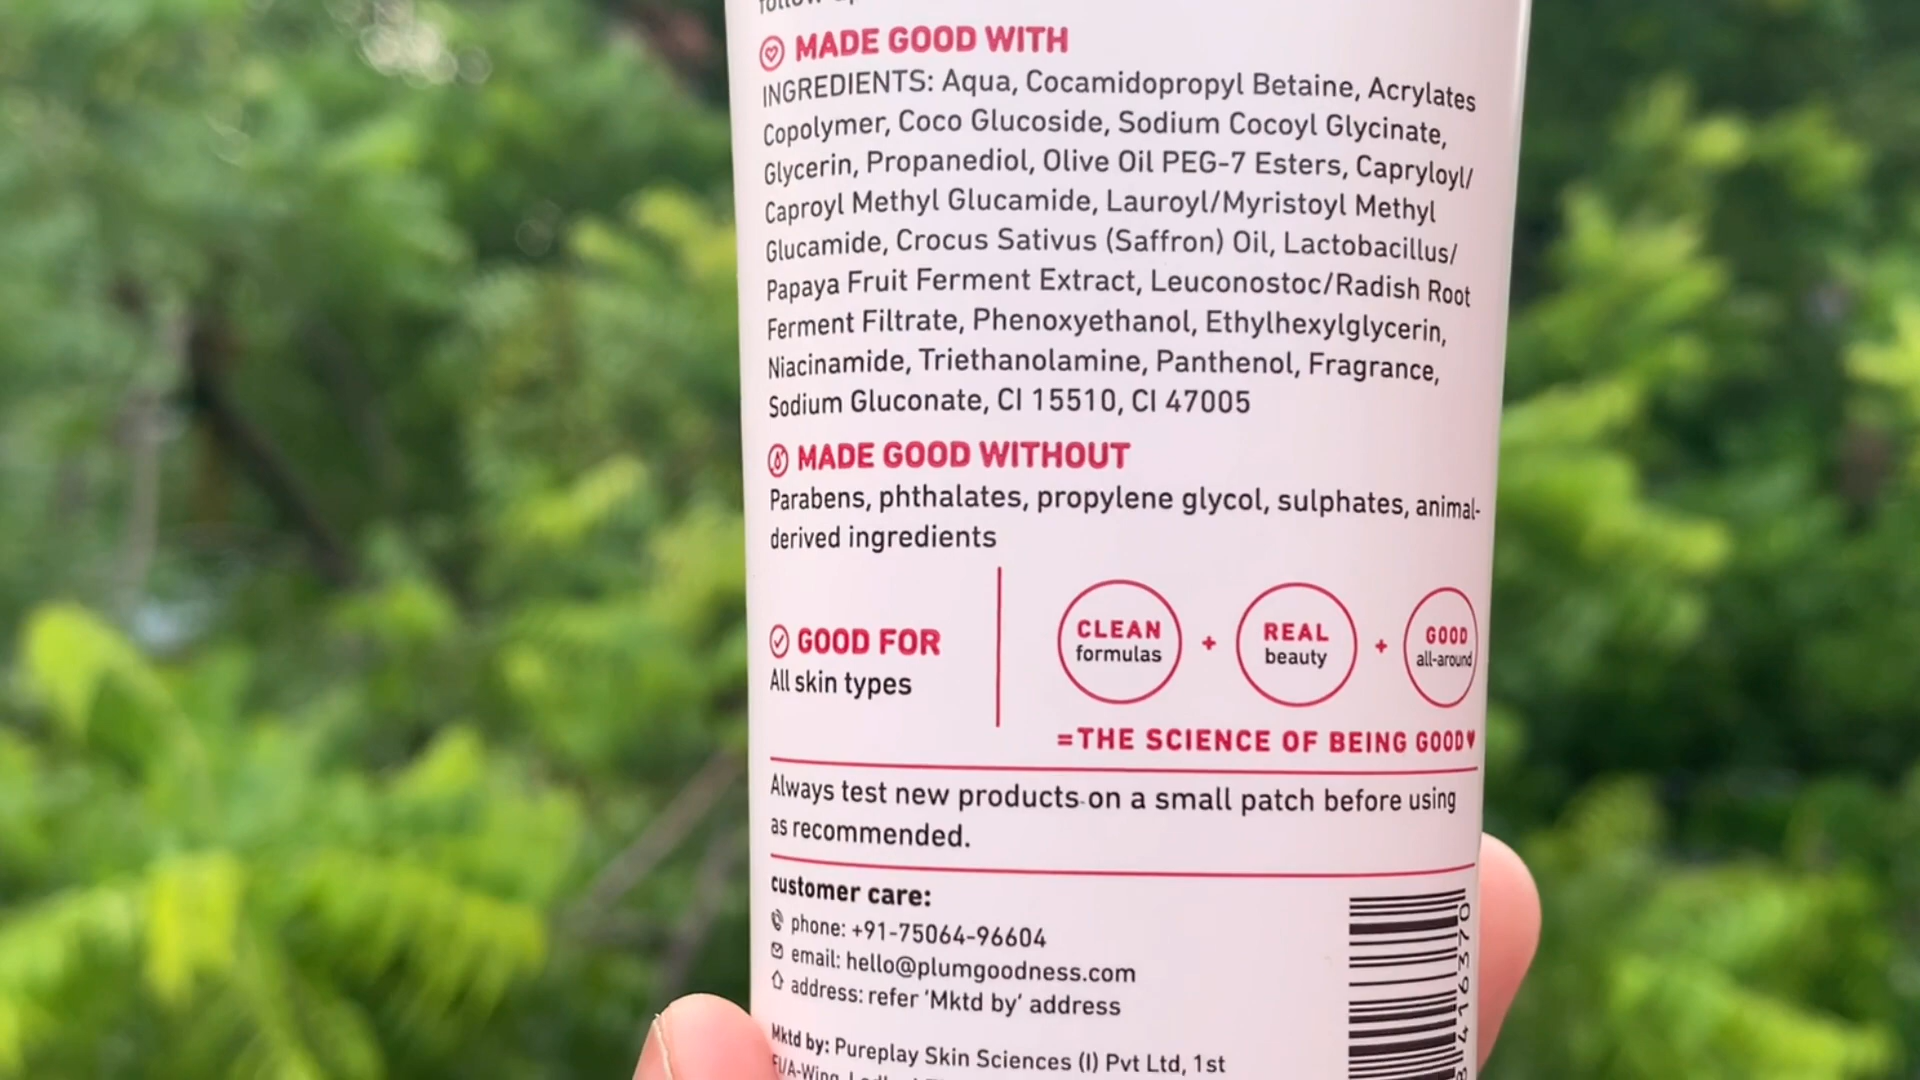 MADE GOOD WITH
INGREDIENTS: Aqua, Cocamidopropyl Betaine, Acrylates
Copolymer, Coco Glucoside, Sodium Cocoyl Glycinate,
Glycerin, Propanediol, Olive Oil PEG-7 Esters, Capryloyl/
Caproyl Methyl Glucamide, Lauroyl/Myristoyl Methyl
Glucamide, Crocus Sativus (Saffron) Oil, Lactobacillus/
Papaya Fruit Ferment Extract, Leuconostoc/Radish Root
Ferment Filtrate, Phenoxyethanol, Ethylhexylglycerin,
Niacinamide, Triethanolamine, Panthenol, Fragrance,
Sodium Gluconate, CI 15510, CI 47005
MADE GOOD WITHOUT
Parabens, phthalates, propylene glycol, sulphates, animal-
derived ingredients
GOOD FOR
All skin types
CLEAN
formulas
+
REAL
beauty
+
GOOD
all-around
=THE SCIENCE OF BEING GOOD♥
Always test new products on a small patch before using
as recommended.
customer care:
phone: +91-75064-96604
email: hello@plumgoodness.com
address: refer 'Mktd by' address
Mktd by: Pureplay Skin Sciences (I) Pvt Ltd, 1st
416370